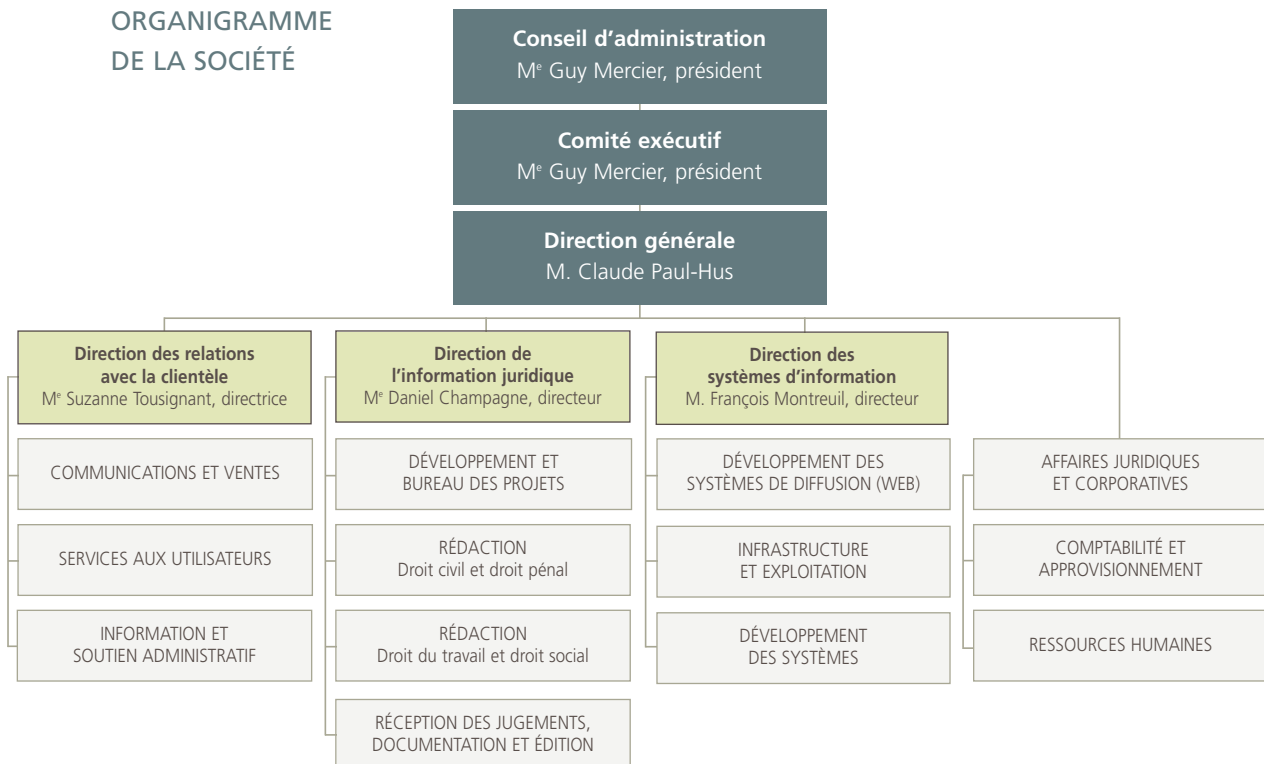 ORGANIGRAMME
DE LA SOCIÉTÉ
Conseil d’administration
Mᵉ Guy Mercier, président
Comité exécutif
Mᵉ Guy Mercier, président
Direction générale
M. Claude Paul-Hus
Direction des relations
avec la clientèle
Mᵉ Suzanne Tousignant, directrice
COMMUNICATIONS ET VENTES
SERVICES AUX UTILISATEURS
INFORMATION ET
SOUTIEN ADMINISTRATIF
Direction de
l’information juridique
Mᵉ Daniel Champagne, directeur
DÉVELOPPEMENT ET
BUREAU DES PROJETS
RÉDACTION
Droit civil et droit pénal
RÉDACTION
Droit du travail et droit social
RÉCEPTION DES JUGEMENTS,
DOCUMENTATION ET ÉDITION
Direction des
systèmes d’information
M. François Montreuil, directeur
DÉVELOPPEMENT DES
SYSTÈMES DE DIFFUSION (WEB)
INFRASTRUCTURE
ET EXPLOITATION
DÉVELOPPEMENT
DES SYSTÈMES
AFFAIRES JURIDIQUES
ET CORPORATIVES
COMPTABILITÉ ET
APPROVISIONNEMENT
RESSOURCES HUMAINES